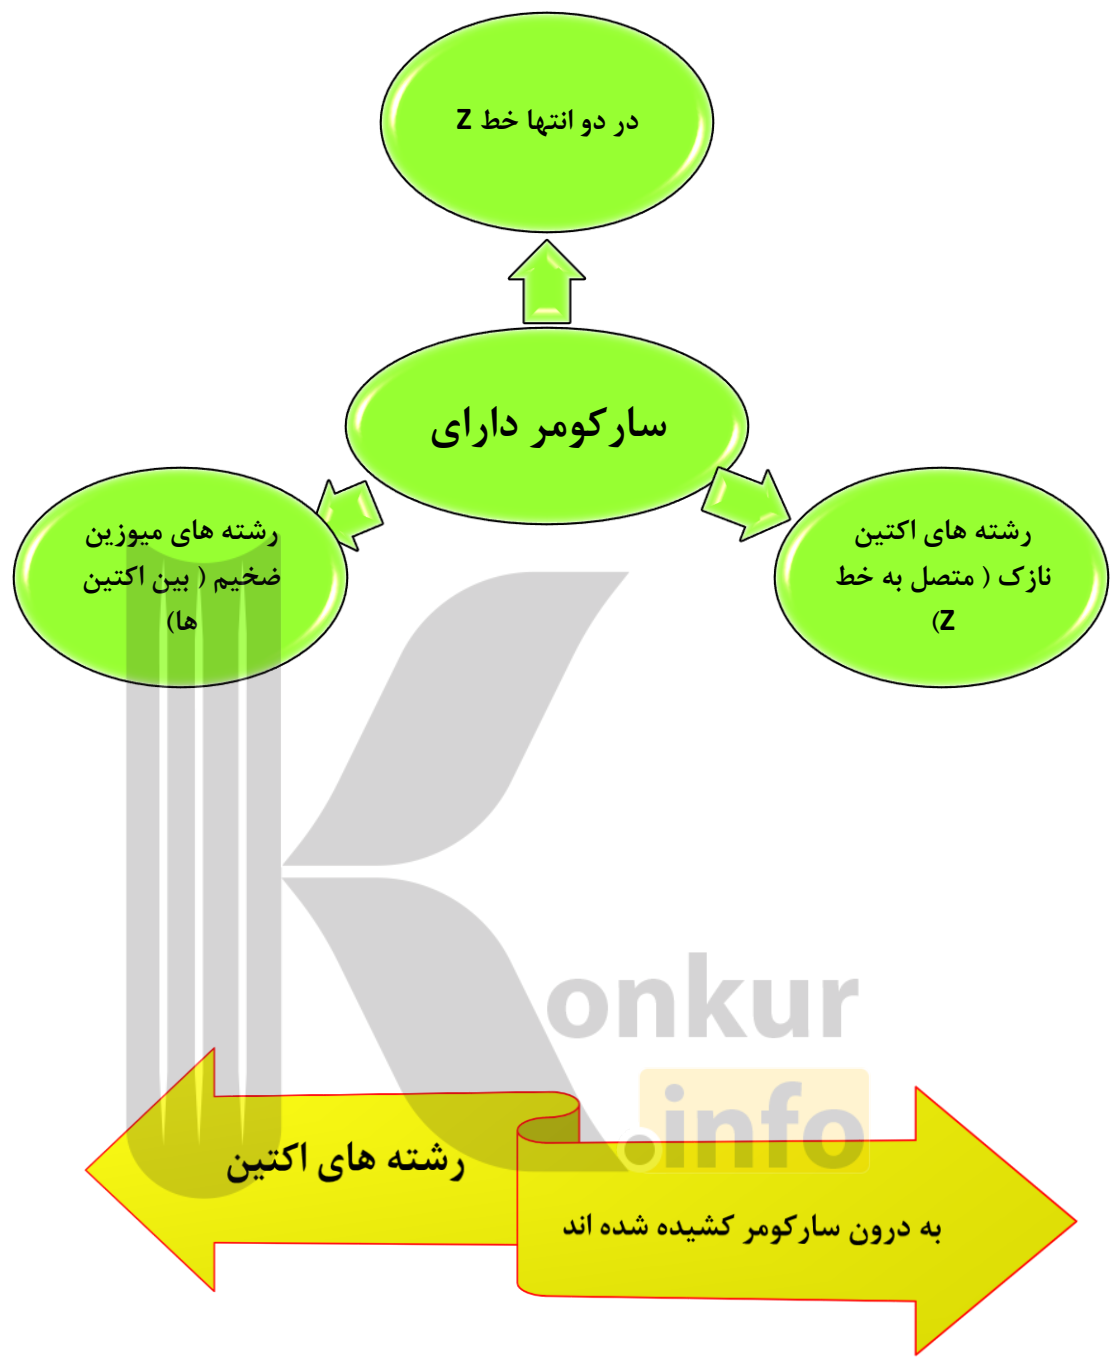 در دو انتها خط Z
سارکومر دارای
رشته های اکتین
نازک ( متصل به خط
Z)
رشته های میوزین
ضخیم ( بین اکتین
ها)
Konkur
.info
رشته های اکتین
به درون سارکومر کشیده شده اند